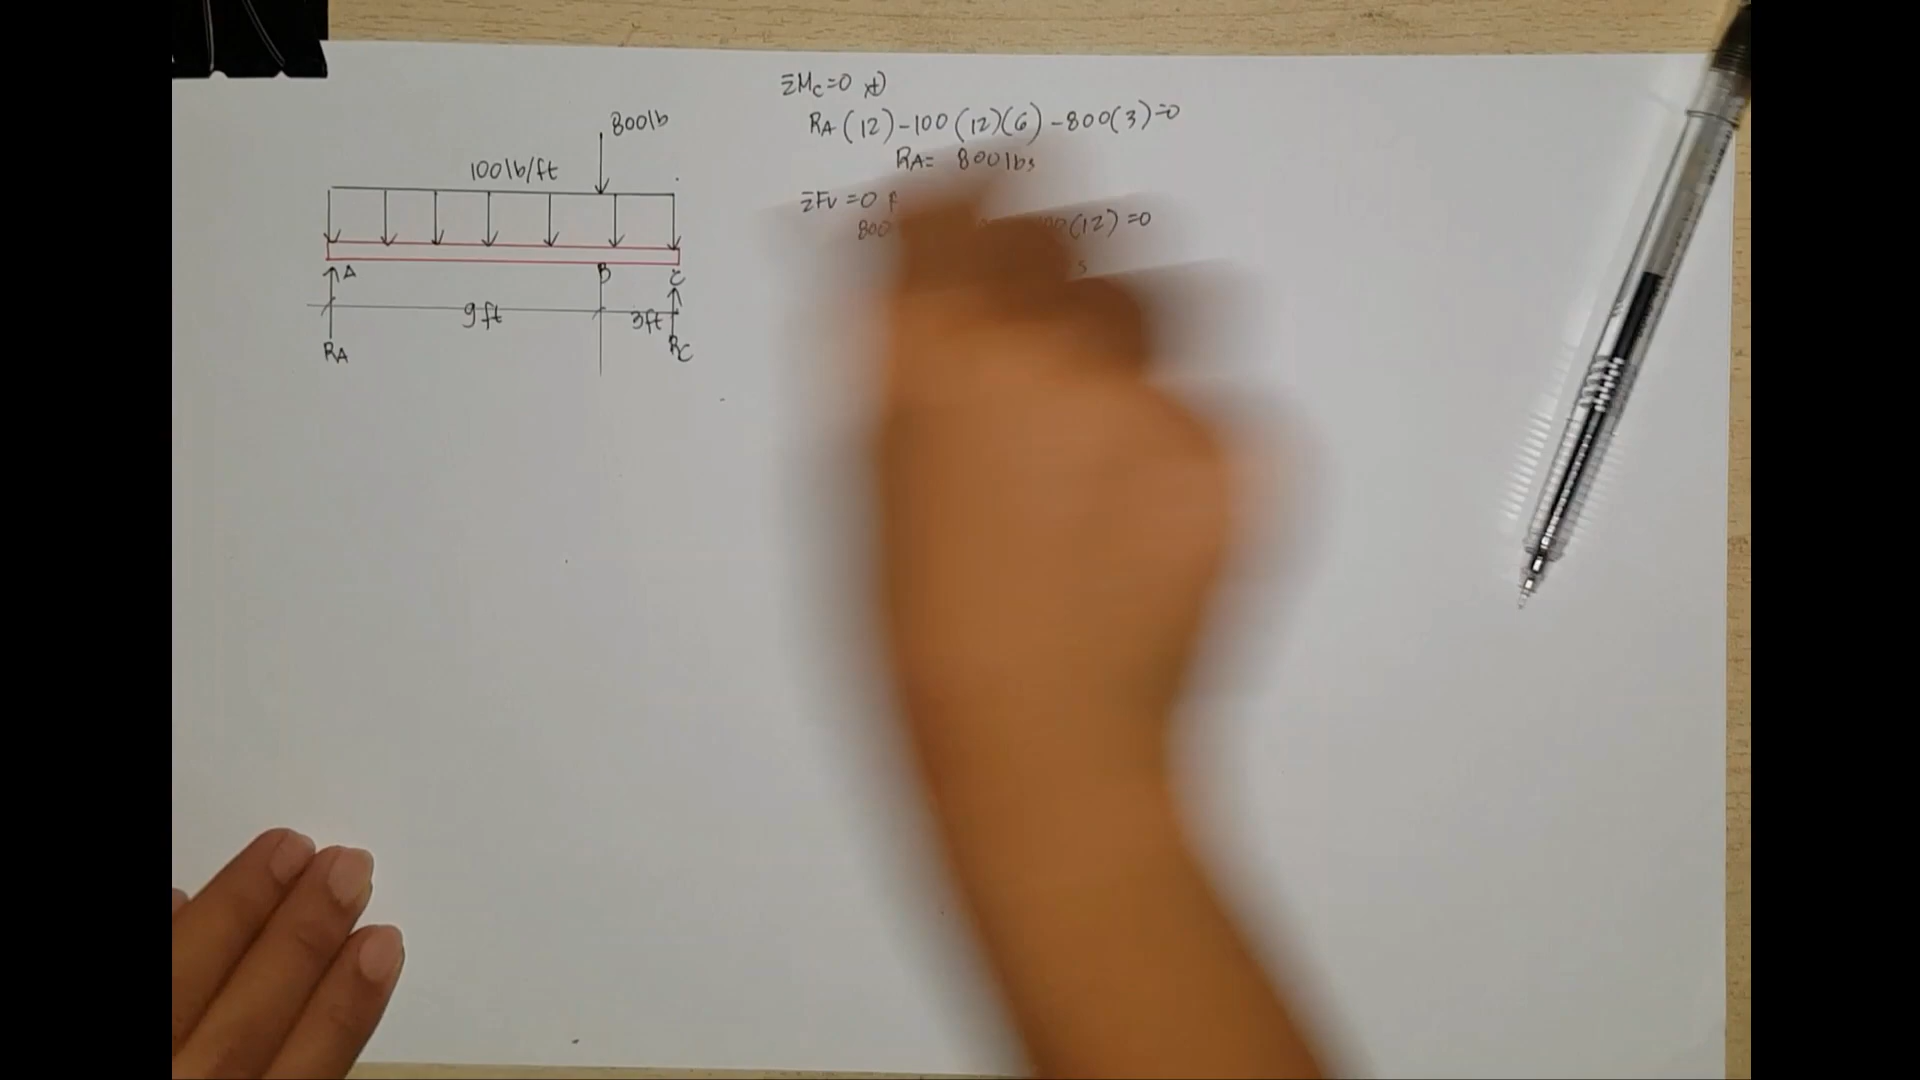 800lb
100lb/ft
A
B
C
9ft
3ft
RA
RC
ΣMC=0
RA(12)-100(12)(6)-800(3)=0
RA= 800lbs
ΣFv=0
800 (12)=0
s